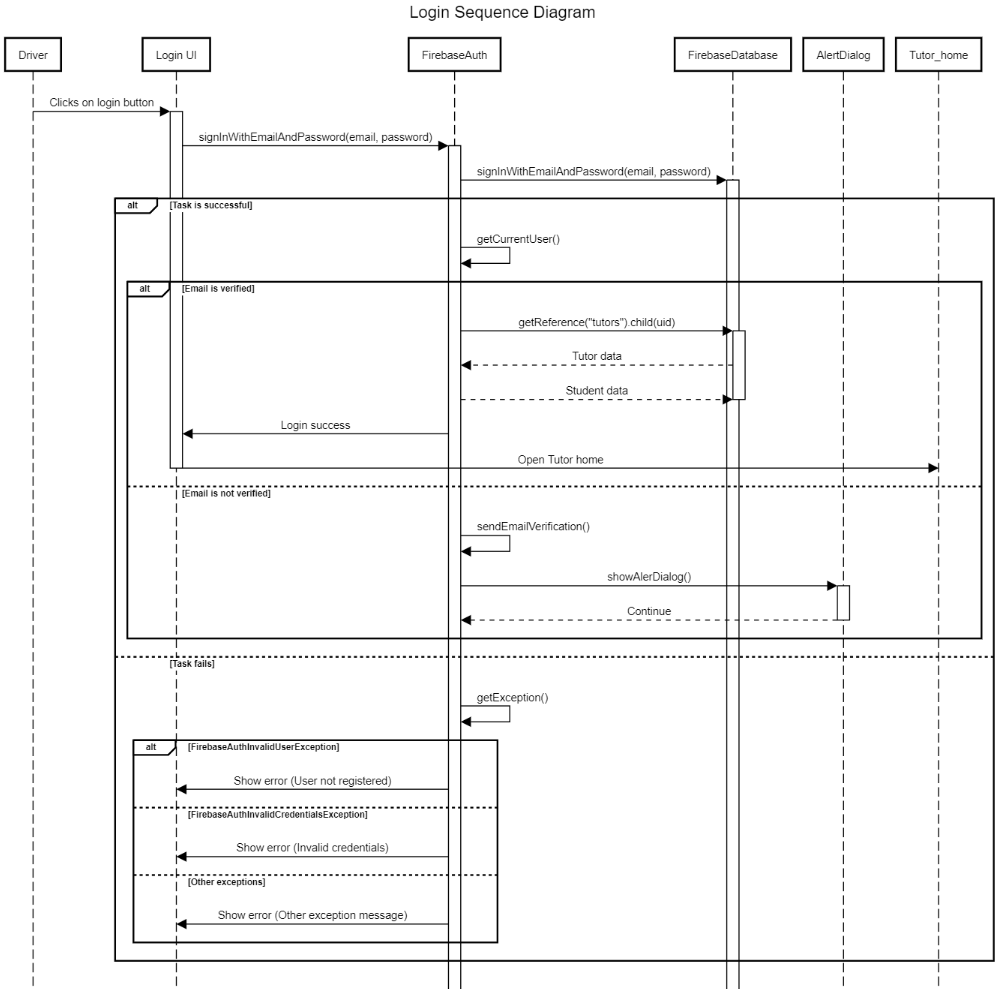 Login Sequence Diagram
Driver
Login UI
FirebaseAuth
FirebaseDatabase
AlertDialog
Tutor_home
Clicks on login button
signInWithEmailAndPassword(email, password)
signInWithEmailAndPassword(email, password)
alt
[Task is successful]
getCurrentUser()
alt
[Email is verified]
getReference("tutors").child(uid)
Tutor data
Student data
Login success
Open Tutor home
[Email is not verified]
sendEmailVerification()
showAlerDialog()
Continue
[Task fails]
getException()
alt
[FirebaseAuthInvalidUserException]
Show error (User not registered)
[FirebaseAuthInvalidCredentialsException]
Show error (Invalid credentials)
[Other exceptions]
Show error (Other exception message)